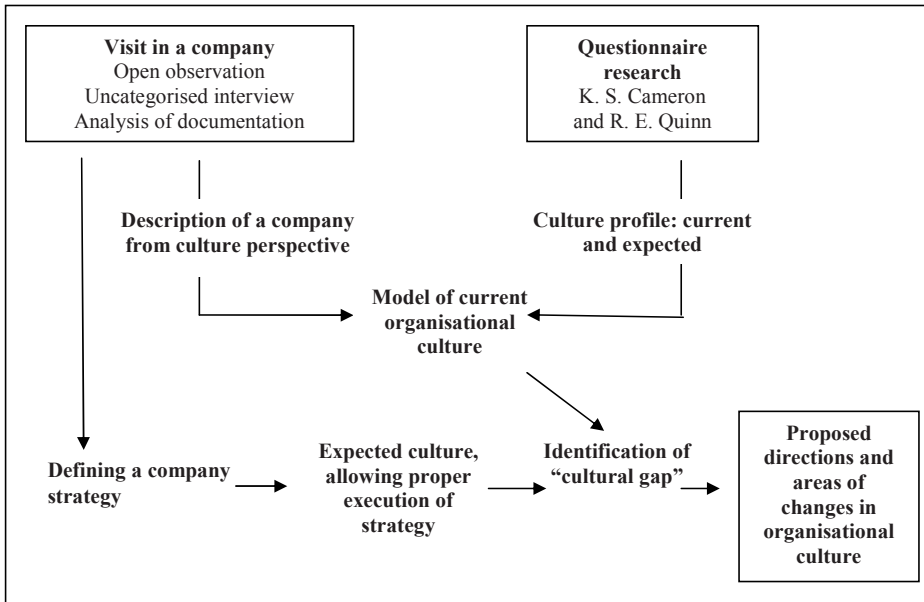 Visit in a company
Open observation
Uncategorised interview
Analysis of documentation
Questionnaire
research
K. S. Cameron
and R. E. Quinn
Description of a company
from culture perspective
Culture profile: current
and expected
Model of current
organisational
culture
Defining a company
strategy
Expected culture,
allowing proper
execution of
strategy
Identification of
“cultural gap”
Proposed
directions and
areas of
changes in
organisational
culture